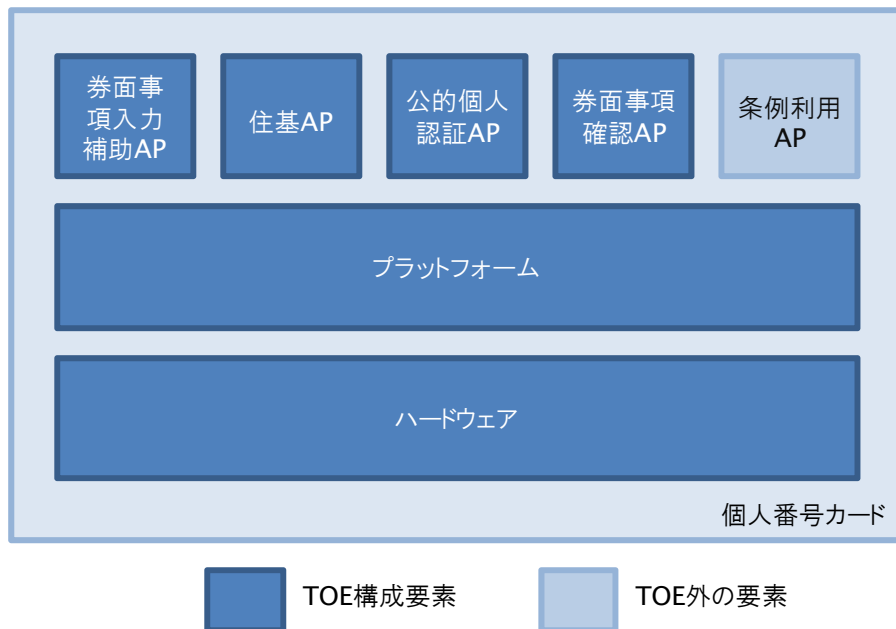 券面事
項入力
補助AP
住基AP
公的個人
認証AP
券面事項
確認AP
条例利用
AP
プラットフォーム
ハードウェア
個人番号カード
TOE構成要素
TOE外の要素